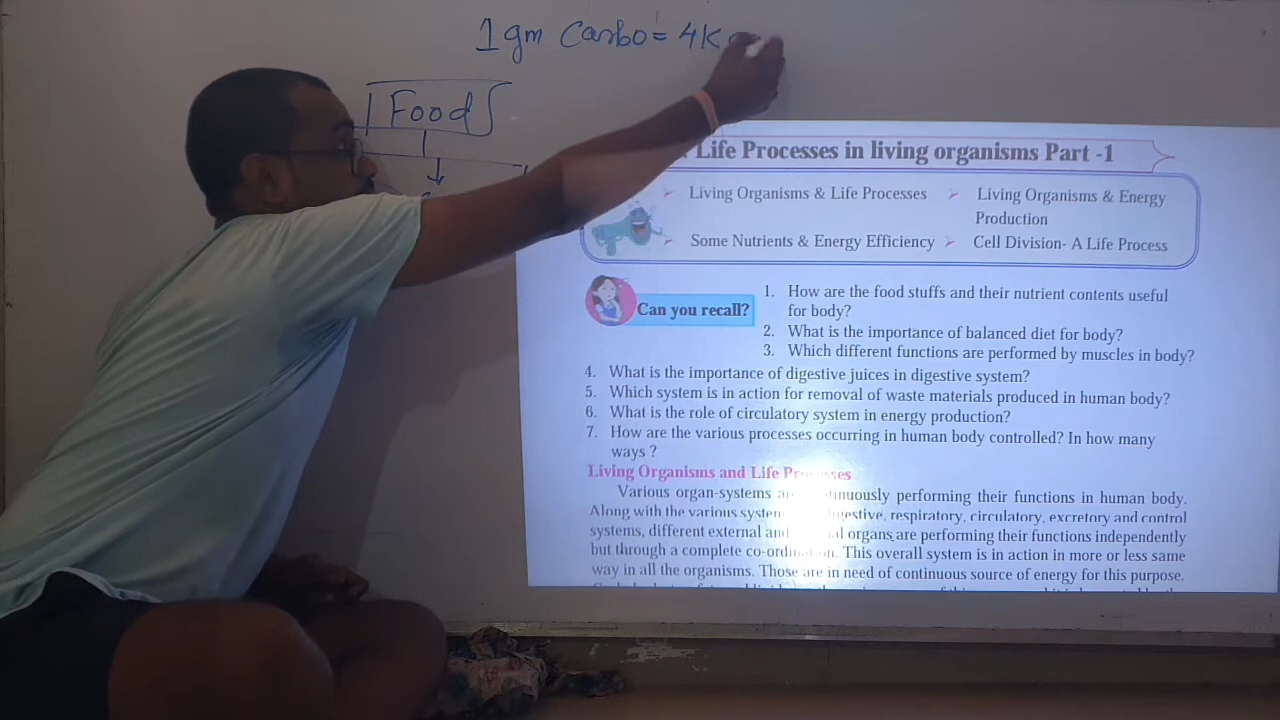 1 gm Carbo = 4K
Food
Life Processes in living organisms Part -1
Living Organisms & Life Processes
Living Organisms & Energy
Production
Some Nutrients & Energy Efficiency
Cell Division- A Life Process
Can you recall?
1. How are the food stuffs and their nutrient contents useful
for body?
2. What is the importance of balanced diet for body?
3. Which different functions are performed by muscles in body?
4. What is the importance of digestive juices in digestive system?
5. Which system is in action for removal of waste materials produced in human body?
6. What is the role of circulatory system in energy production?
7. How are the various processes occurring in human body controlled? In how many
ways ?
Living Organisms and Life Processes
Various organ-systems are continuously performing their functions in human body.
Along with the various system digestive, respiratory, circulatory, excretory and control
systems, different external and organs are performing their functions independently
but through a complete co-ordination. This overall system is in action in more or less same
way in all the organisms. Those are in need of continuous source of energy for this purpose.